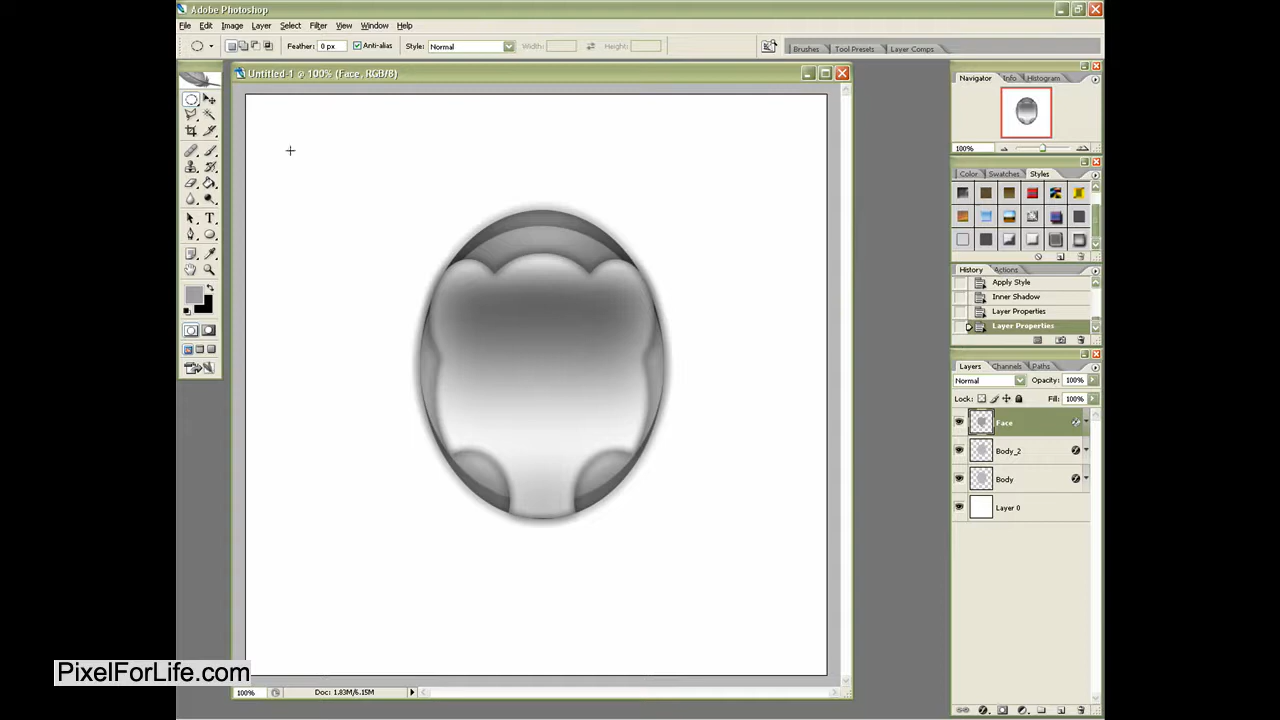 Adobe Photoshop
File Edit Image Layer Select Filter View Window Help
Feather: 0 px Anti-alias Style: Normal Width: Height: Brushes Tool Presets Layer Comps
Untitled-1 @ 100% (Face, RGB/8)
Navigator Info Histogram
100%
Color Swatches Styles
History Actions
Apply Style
Inner Shadow
Layer Properties
Layer Properties
Layers Channels Paths
Normal Opacity: 100%
Lock: Fill: 100%
Face
Body_2
Body
Layer 0
PixelForLife.com
100% Doc: 1.83M/6.15M